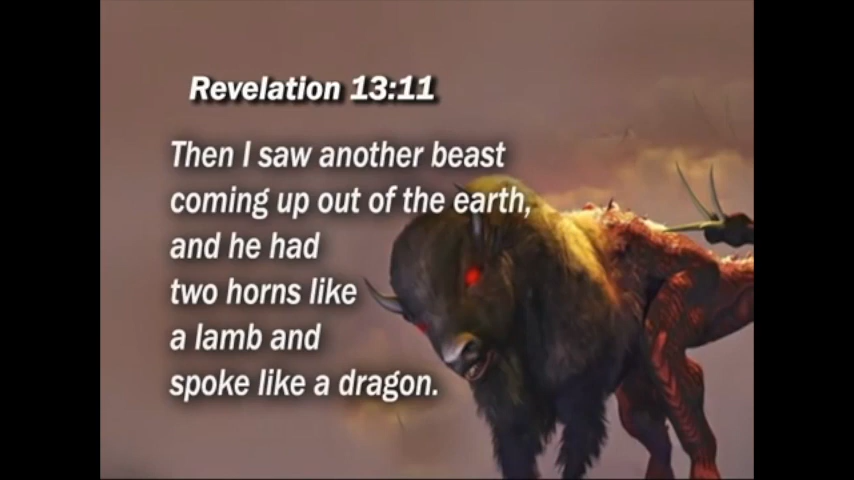 Revelation 13:11
Then I saw another beast
coming up out of the earth,
and he had
two horns like
a lamb and
spoke like a dragon.